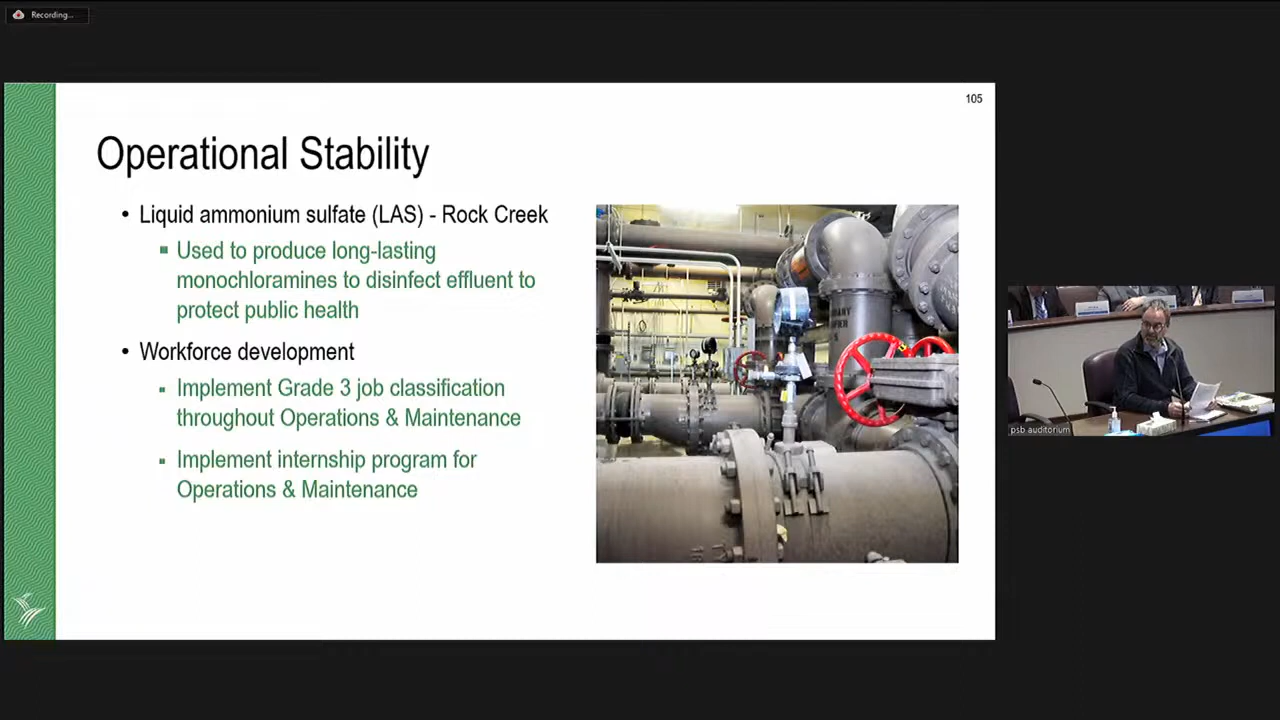 Recording...
105
Operational Stability
• Liquid ammonium sulfate (LAS) - Rock Creek
▪ Used to produce long-lasting
monochloramines to disinfect effluent to
protect public health
• Workforce development
▪ Implement Grade 3 job classification
throughout Operations & Maintenance
▪ Implement internship program for
Operations & Maintenance
psb auditorium